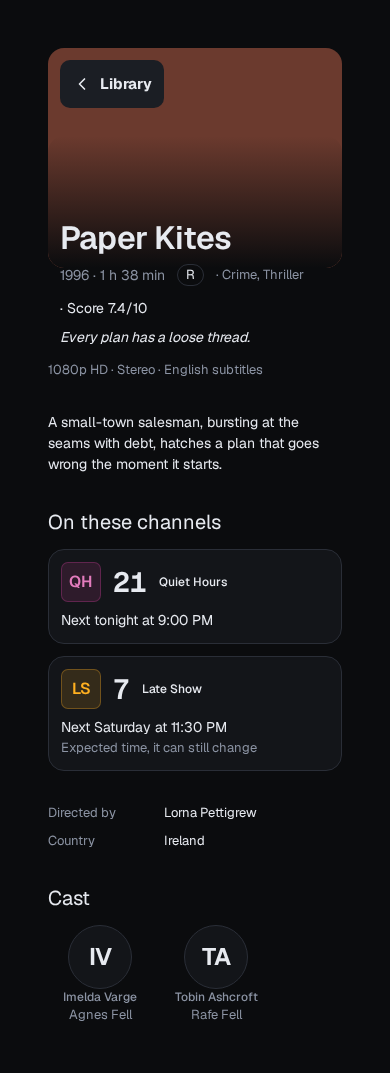 Library
Paper Kites
1996 · 1 h 38 min R · Crime, Thriller
· Score 7.4/10
Every plan has a loose thread.
1080p HD · Stereo · English subtitles
A small-town salesman, bursting at the
seams with debt, hatches a plan that goes
wrong the moment it starts.
On these channels
QH 21 Quiet Hours
Next tonight at 9:00 PM
LS 7 Late Show
Next Saturday at 11:30 PM
Expected time, it can still change
Directed by Lorna Pettigrew
Country Ireland
Cast
IV TA
Imelda Varge Tobin Ashcroft
Agnes Fell Rafe Fell